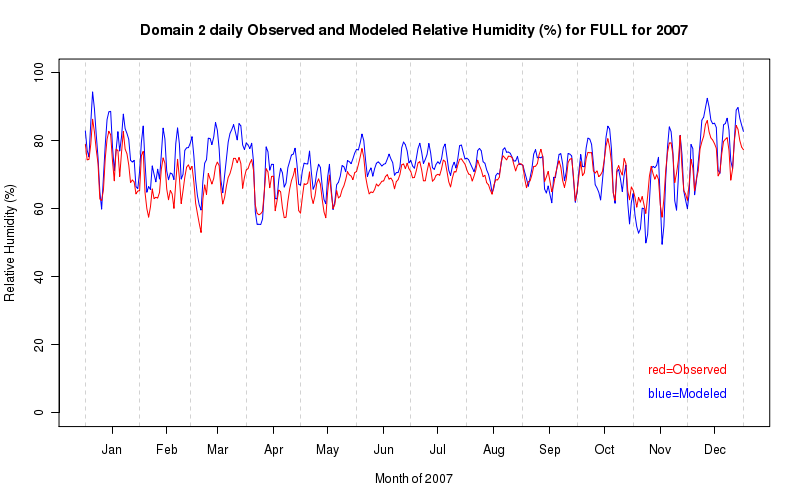 Domain 2 daily Observed and Modeled Relative Humidity (%) for FULL for 2007
Relative Humidity (%)
100
80
60
40
20
0
red=Observed
blue=Modeled
Jan Feb Mar Apr May Jun Jul Aug Sep Oct Nov Dec
Month of 2007